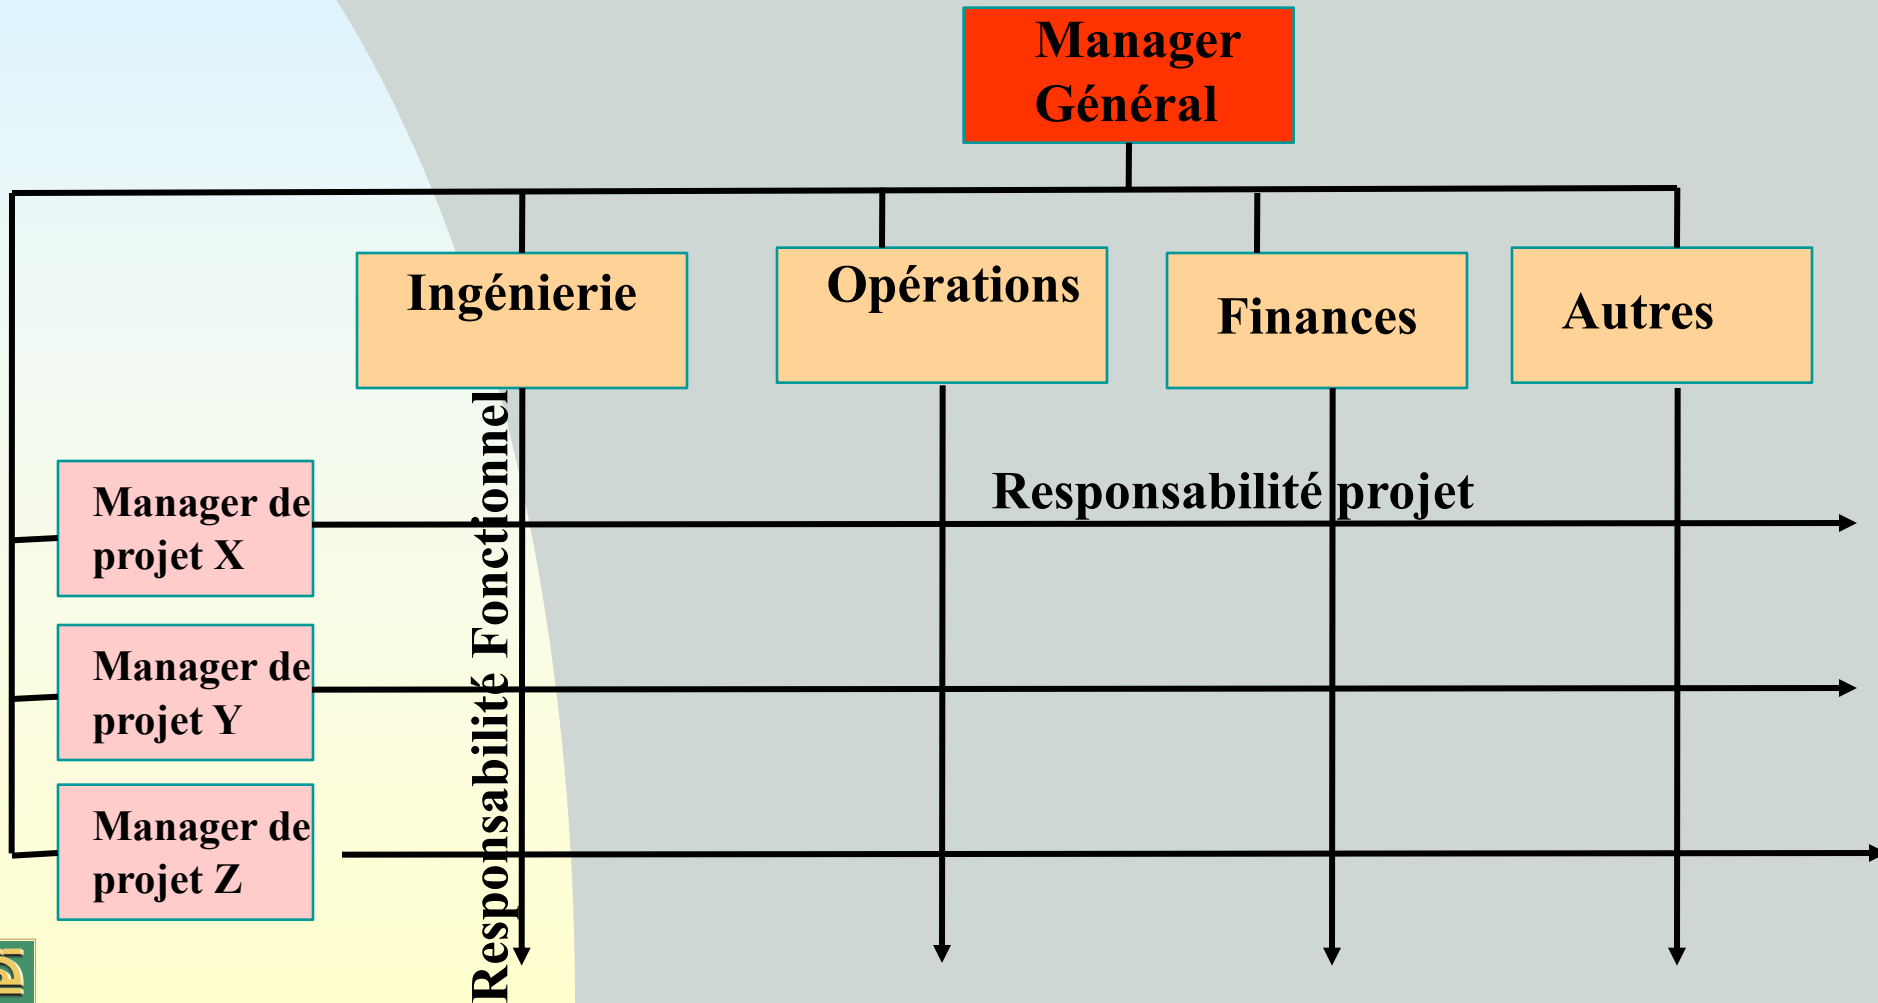 Manager
Général
Ingénierie
Opérations
Finances
Autres
Responsabilité Fonctionnel
Responsabilité projet
Manager de
projet X
Manager de
projet Y
Manager de
projet Z